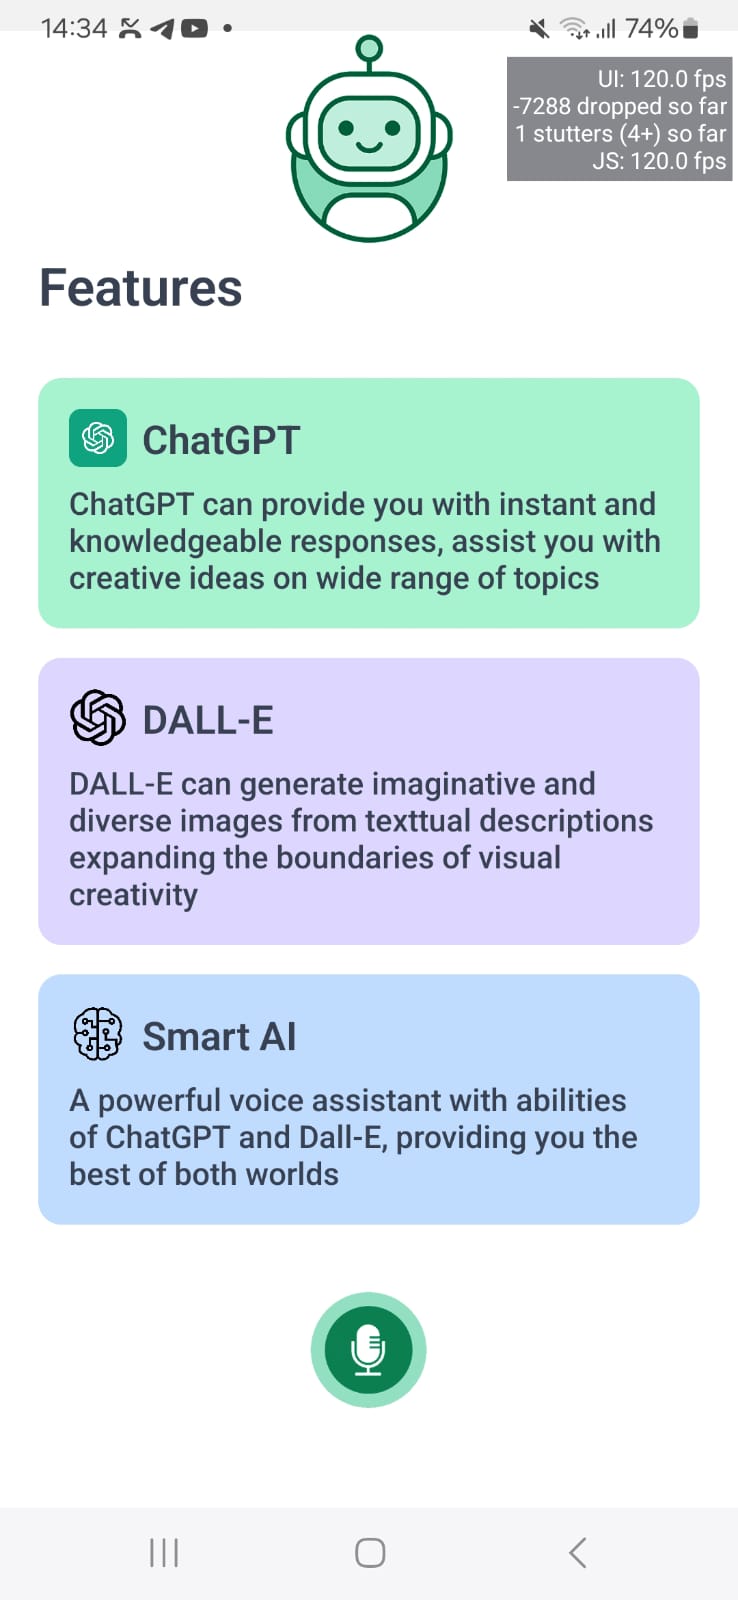 14:34
74%
UI: 120.0 fps
-7288 dropped so far
1 stutters (4+) so far
JS: 120.0 fps
Features
ChatGPT
ChatGPT can provide you with instant and
knowledgeable responses, assist you with
creative ideas on wide range of topics
DALL-E
DALL-E can generate imaginative and
diverse images from texttual descriptions
expanding the boundaries of visual
creativity
Smart AI
A powerful voice assistant with abilities
of ChatGPT and Dall-E, providing you the
best of both worlds